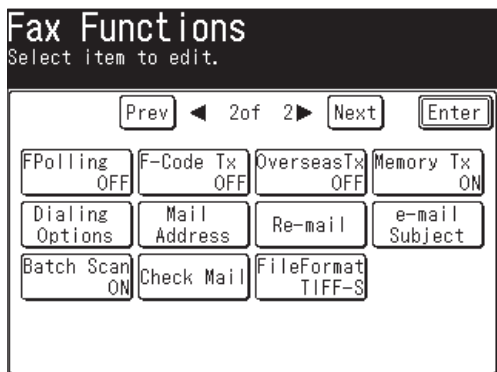 Fax Functions
Select item to edit.
Prev ◀ 2of 2▶ Next Enter
FPolling OFF
F-Code Tx OFF
OverseasTx OFF
Memory Tx ON
Dialing Options
Mail Address
Re-mail
e-mail Subject
Batch Scan ON
Check Mail
FileFormat TIFF-S